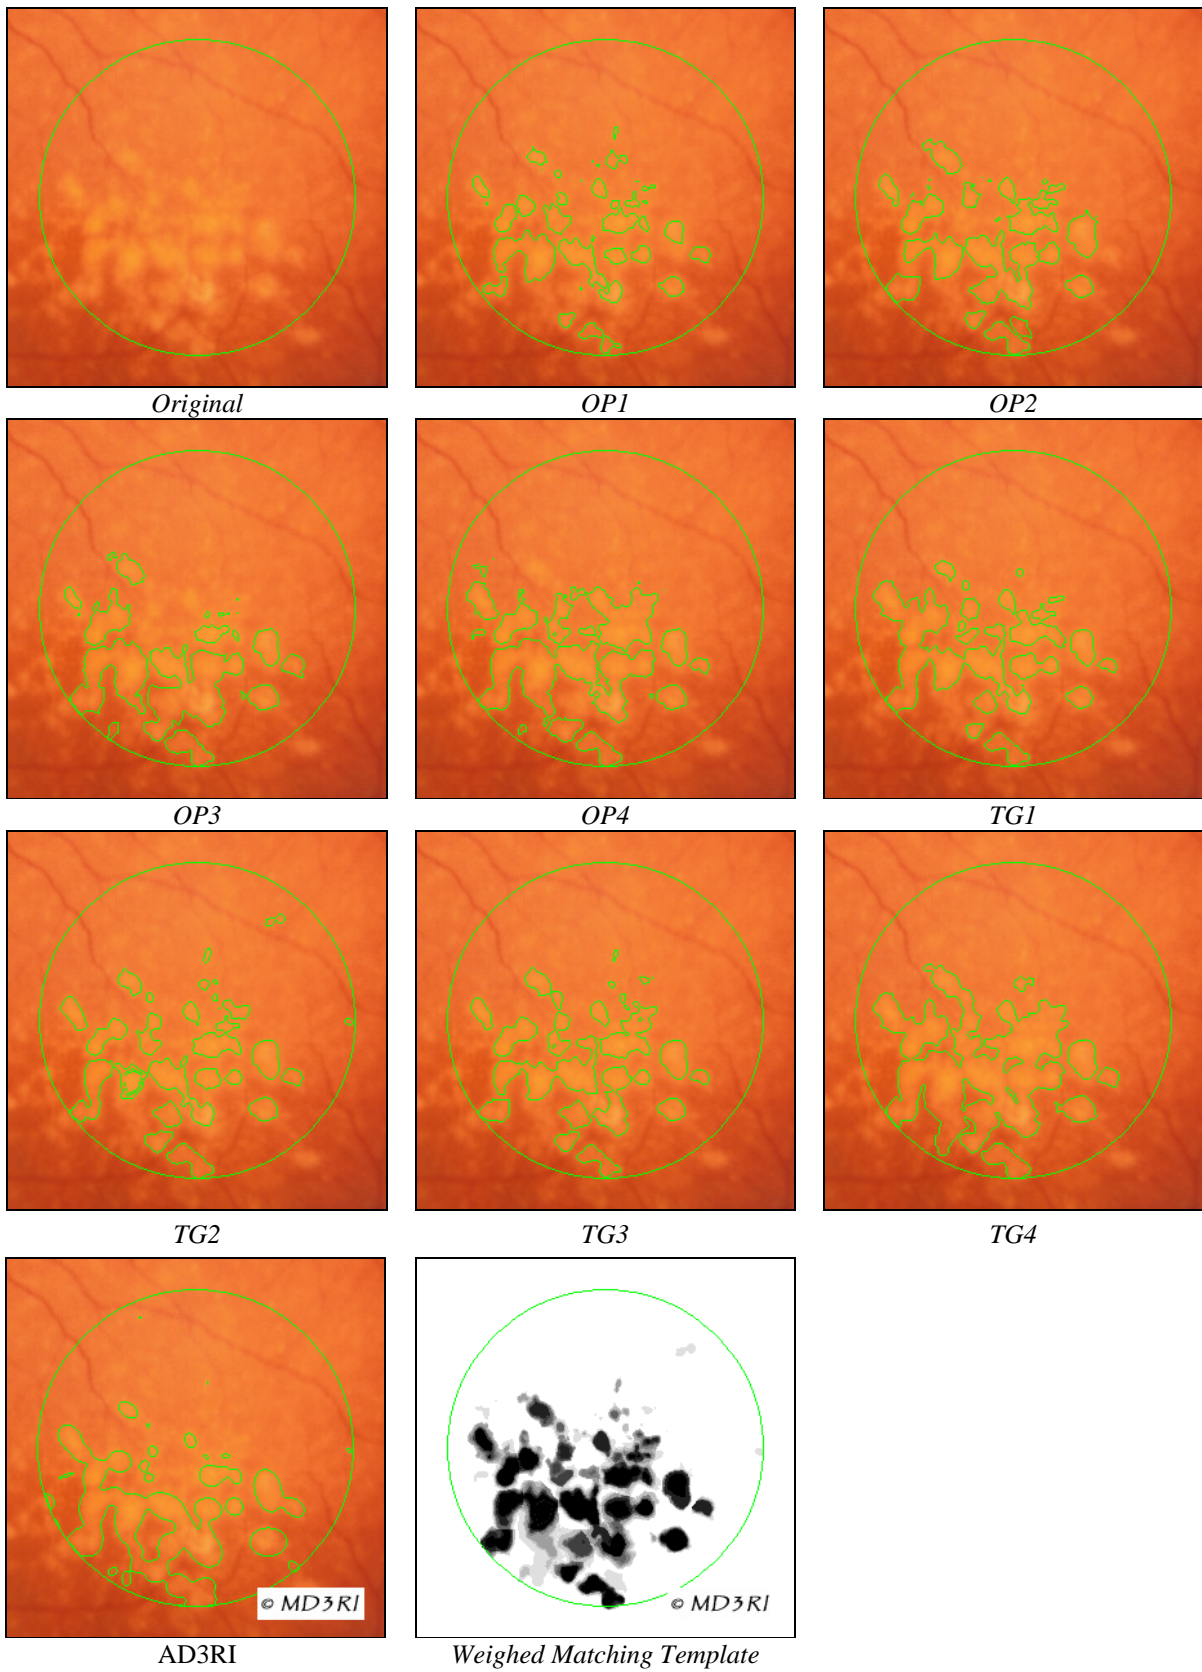 Original
OP1
OP2
OP3
OP4
TG1
TG2
TG3
TG4
© MD3RI
© MD3RI
AD3RI
Weighed Matching Template